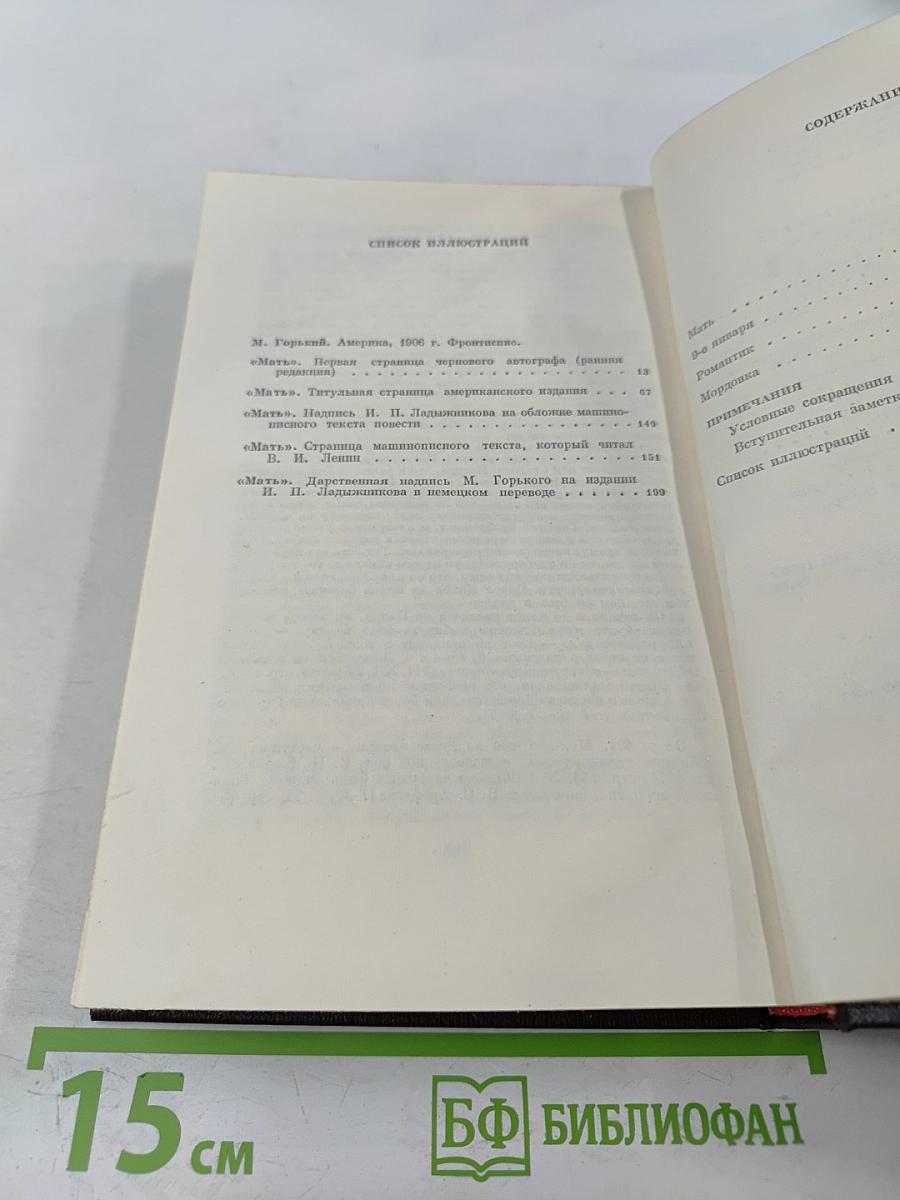 СПИСОК ИЛЛЮСТРАЦИЙ
М. Горький. Америка, 1906 г. Фронтиспис.
«Мать». Первая страница чернового автографа (ранняя
редакция) . . . . . . . . . . . . . . . . . . . . 13
«Мать». Титульная страница американского издания . . . 67
«Мать». Надпись И. П. Ладыжникова на обложке машино-
писного текста повести . . . . . . . . . . . . . . . 149
«Мать». Страница машинописного текста, который читал
В. И. Ленин . . . . . . . . . . . . . . . . . . . . 151
«Мать». Дарственная надпись М. Горького на издании
И. П. Ладыжникова в немецком переводе . . . . . . 199
СОДЕРЖАНИ
Мать . . . . . . . . . .
9-е января . . . . . . . .
Романтик . . . . . . . .
Мордовка . . . . . . . .
ПРИМЕЧАНИЯ
Условные сокращения
Вступительная заметк
Список иллюстраций .
15 см
БФ БИБЛИОФАН